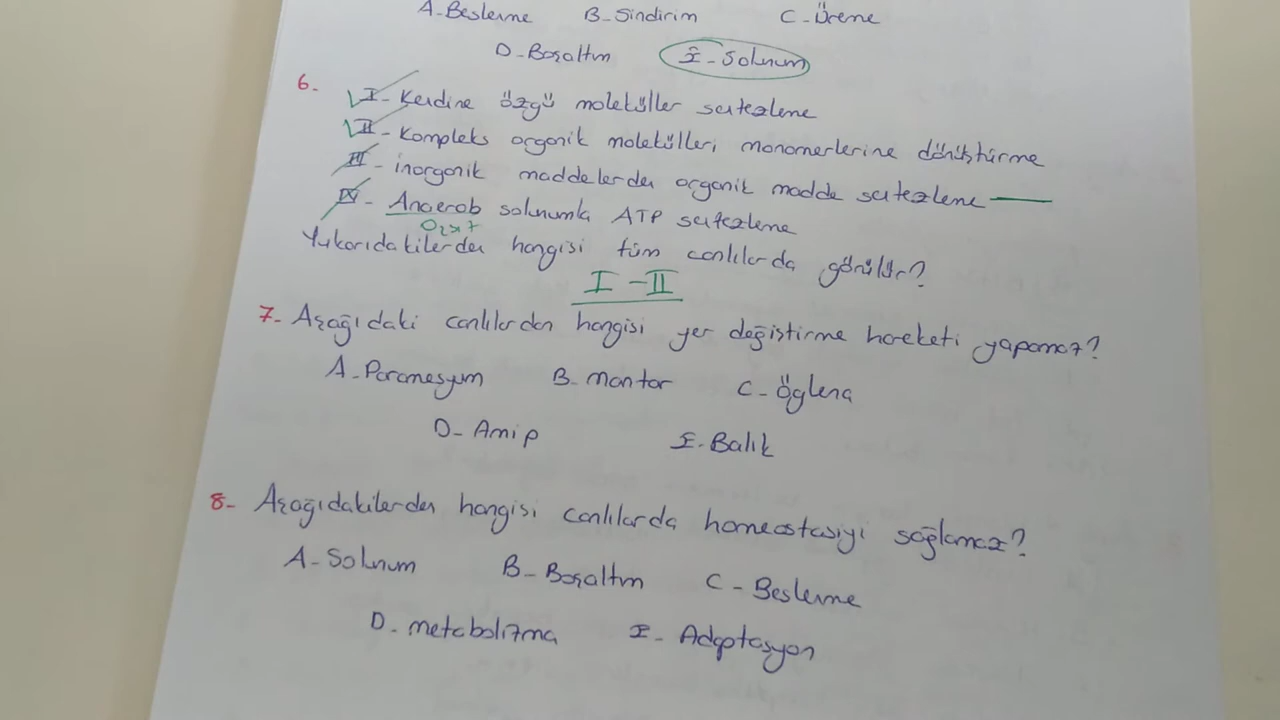 A-Beslenme B-Sindirim C-Üreme
D-Boşaltım E-Solunum
6.
I-Kendine özgü moleküller sentezleme
II-Kompleks organik molekülleri monomerlerine dönüştürme
III-inorganik maddelerden organik madde sentezleme
IV-Anaerob solunumla ATP sentezleme
Yukarıdakilerden hangisi tüm canlılarda görülür?
I-II
7-Aşağıdaki canlılardan hangisi yer değiştirme hareketi yapamaz?
A-Paramesyum B-mantar C-Öglena
D-Amip E-Balık
8-Aşağıdakilerden hangisi canlılarda homeostasiyi sağlamaz?
A-Solunum B-Boşaltım C-Beslenme
D-metabolizma E-Adaptasyon